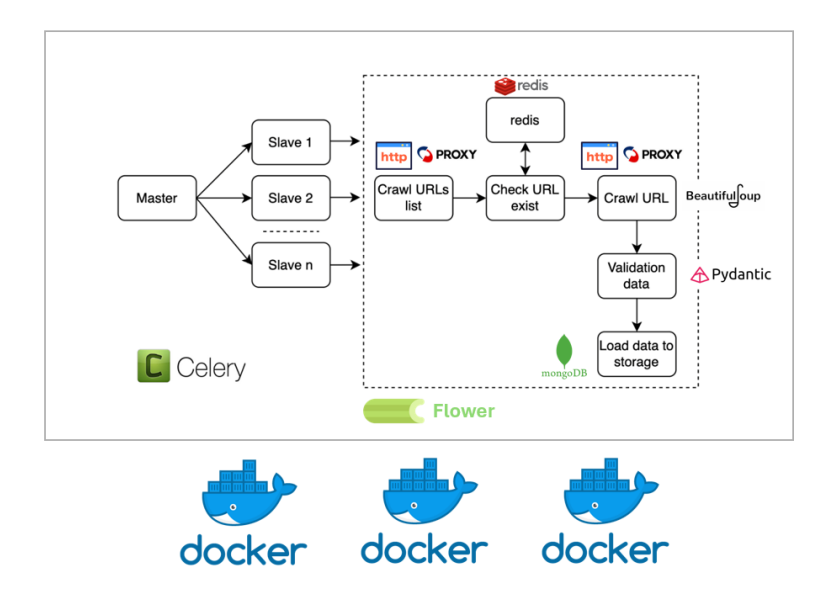 redis
redis
http
PROXY
http
PROXY
Slave 1
Master
Slave 2
Slave n
Crawl URLs
list
Check URL
exist
Crawl URL
BeautifulSoup
Validation
data
Pydantic
Load data to
storage
mongoDB
C Celery
Flower
docker
docker
docker